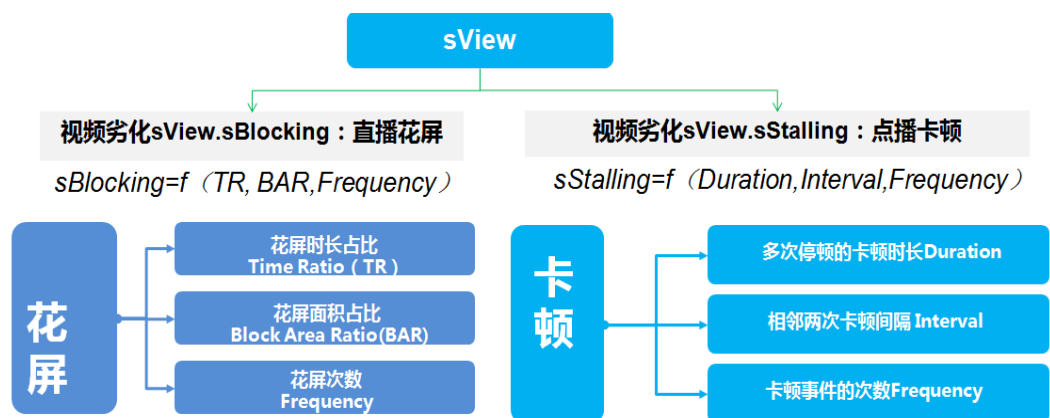 sView
视频劣化sView.sBlocking：直播花屏
视频劣化sView.sStalling：点播卡顿
sBlocking=f（TR, BAR,Frequency）
sStalling=f（Duration,Interval,Frequency）
花屏
花屏时长占比
Time Ratio（TR）
花屏面积占比
Block Area Ratio(BAR)
花屏次数
Frequency
卡顿
多次停顿的卡顿时长Duration
相邻两次卡顿间隔 Interval
卡顿事件的次数Frequency